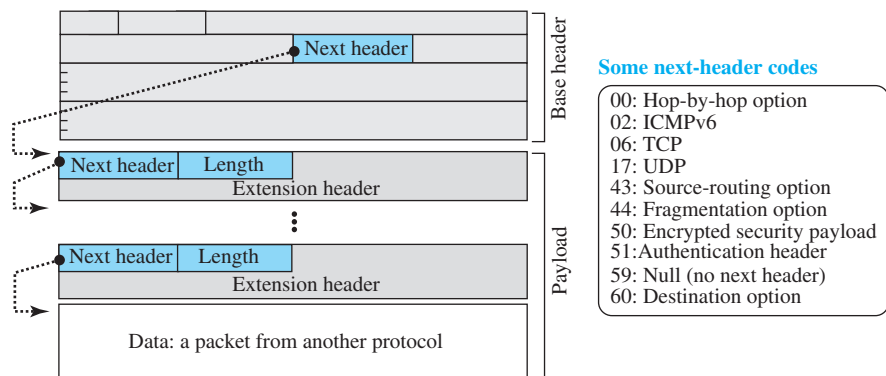 Next header
Base header
Next header Length
Extension header
Next header Length
Extension header
Data: a packet from another protocol
Payload
Some next-header codes
00: Hop-by-hop option
02: ICMPv6
06: TCP
17: UDP
43: Source-routing option
44: Fragmentation option
50: Encrypted security payload
51:Authentication header
59: Null (no next header)
60: Destination option